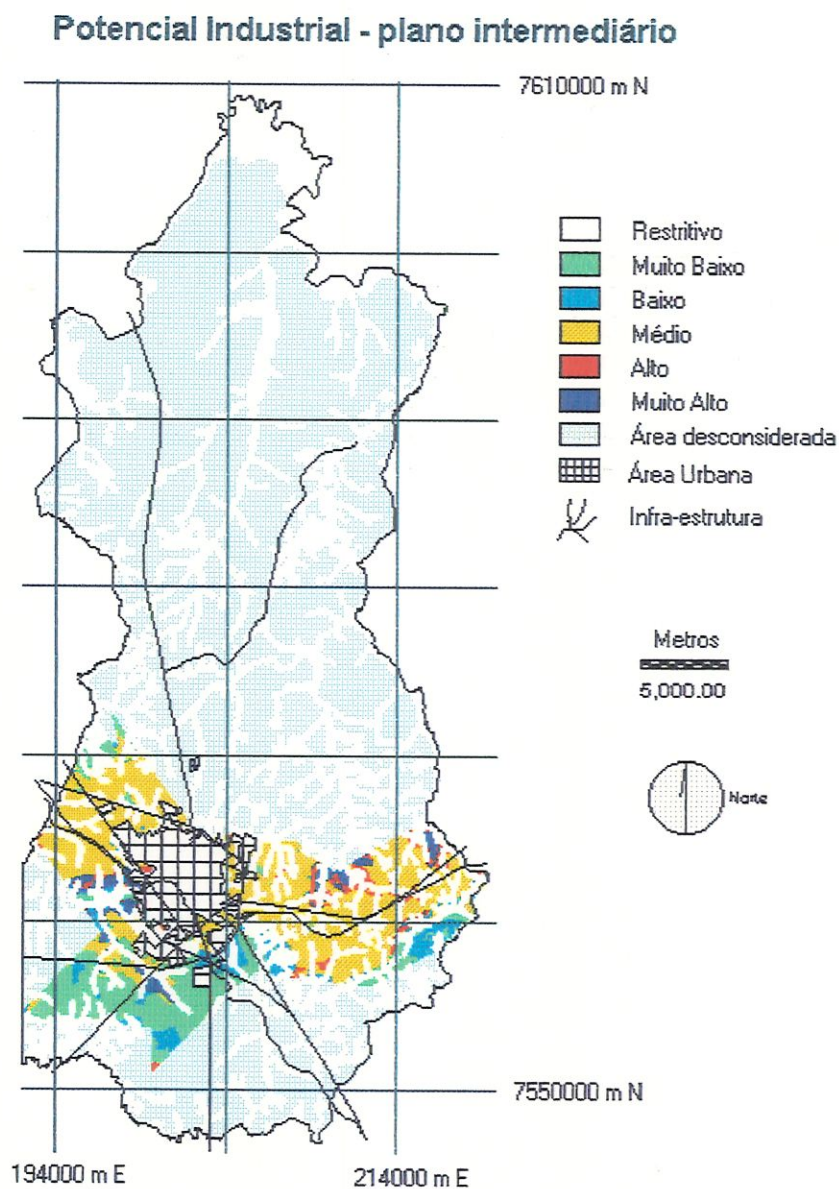 Potencial Industrial - plano intermediário
7610000 m N
Restritivo
Muito Baixo
Baixo
Médio
Alto
Muito Alto
Área desconsiderada
Área Urbana
Infra-estrutura
Metros
5,000.00
Norte
7550000 m N
194000 m E
214000 m E